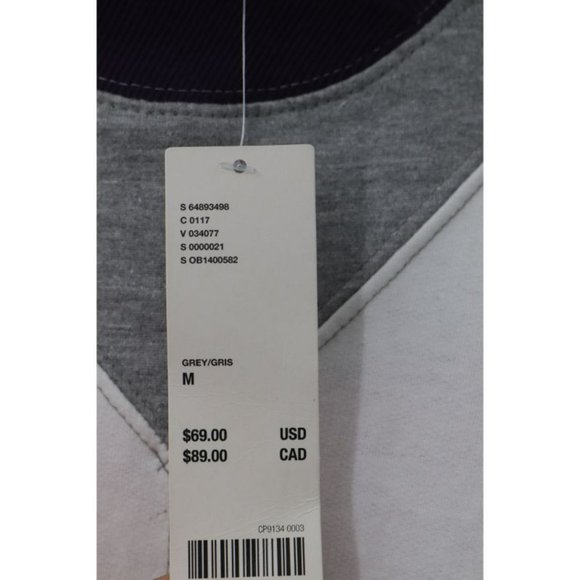 S 64893498
C 0117
V 034077
S 0000021
S OB1400582
GREY/GRIS
M
$69.00 USD
$89.00 CAD
CP9134 0003